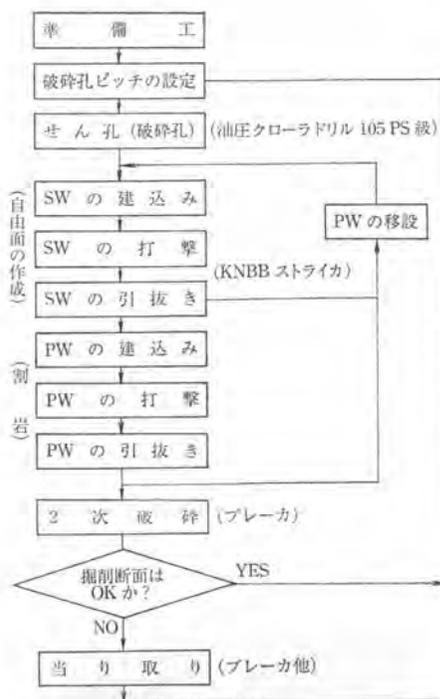 準備工
破砕孔ピッチの設定
せん孔(破砕孔) (油圧クローラドリル 105 PS 級)
(自由面の作成)
SW の建込み
PW の移設
SW の打撃
(KNBB ストライカ)
SW の引抜き
(割岩)
PW の建込み
PW の打撃
PW の引抜き
2次破砕 (ブレーカ)
掘削断面は
OK か?
YES
NO
当り取り (ブレーカ他)